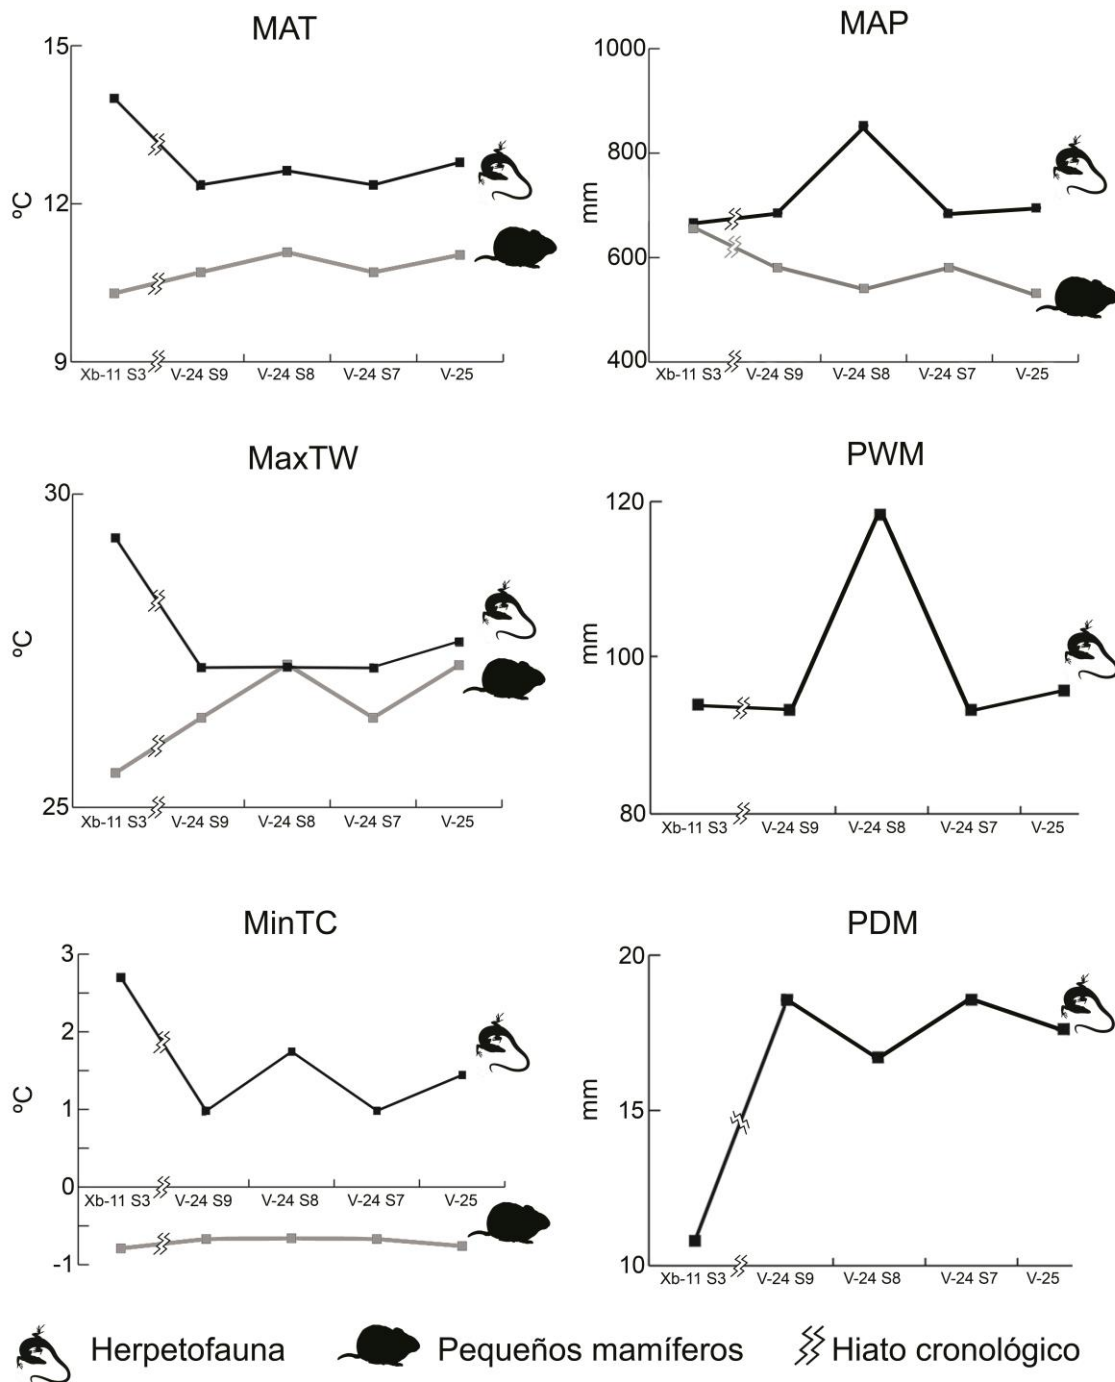 MAT
15
12
9
ºC
Xb-11 S3 V-24 S9 V-24 S8 V-24 S7 V-25
MAP
1000
800
600
400
mm
Xb-11 S3 V-24 S9 V-24 S8 V-24 S7 V-25
MaxTW
30
25
ºC
Xb-11 S3 V-24 S9 V-24 S8 V-24 S7 V-25
PWM
120
100
80
mm
Xb-11 S3 V-24 S9 V-24 S8 V-24 S7 V-25
MinTC
3
2
1
0
-1
ºC
Xb-11 S3 V-24 S9 V-24 S8 V-24 S7 V-25
PDM
20
15
10
mm
Xb-11 S3 V-24 S9 V-24 S8 V-24 S7 V-25
Herpetofauna Pequeños mamíferos Hiato cronológico